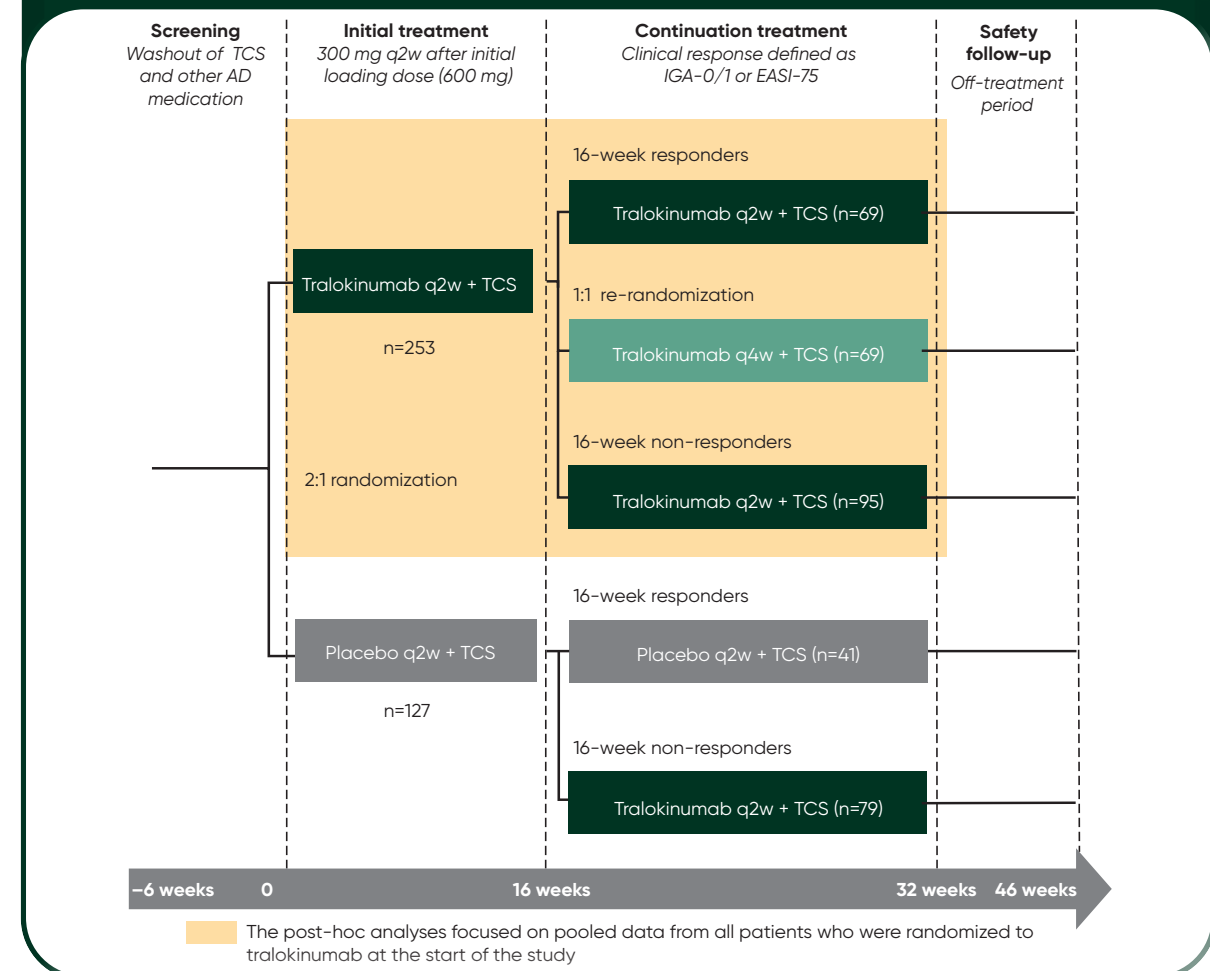 Screening
Washout of TCS
and other AD
medication
Initial treatment
300 mg q2w after initial
loading dose (600 mg)
Continuation treatment
Clinical response defined as
IGA-0/1 or EASI-75
Safety
follow-up
Off-treatment
period
16-week responders
Tralokinumab q2w + TCS (n=69)
Tralokinumab q2w + TCS
1:1 re-randomization
n=253
Tralokinumab q4w + TCS (n=69)
16-week non-responders
2:1 randomization
Tralokinumab q2w + TCS (n=95)
16-week responders
Placebo q2w + TCS
Placebo q2w + TCS (n=41)
n=127
16-week non-responders
Tralokinumab q2w + TCS (n=79)
–6 weeks 0 16 weeks 32 weeks 46 weeks
The post-hoc analyses focused on pooled data from all patients who were randomized to
tralokinumab at the start of the study